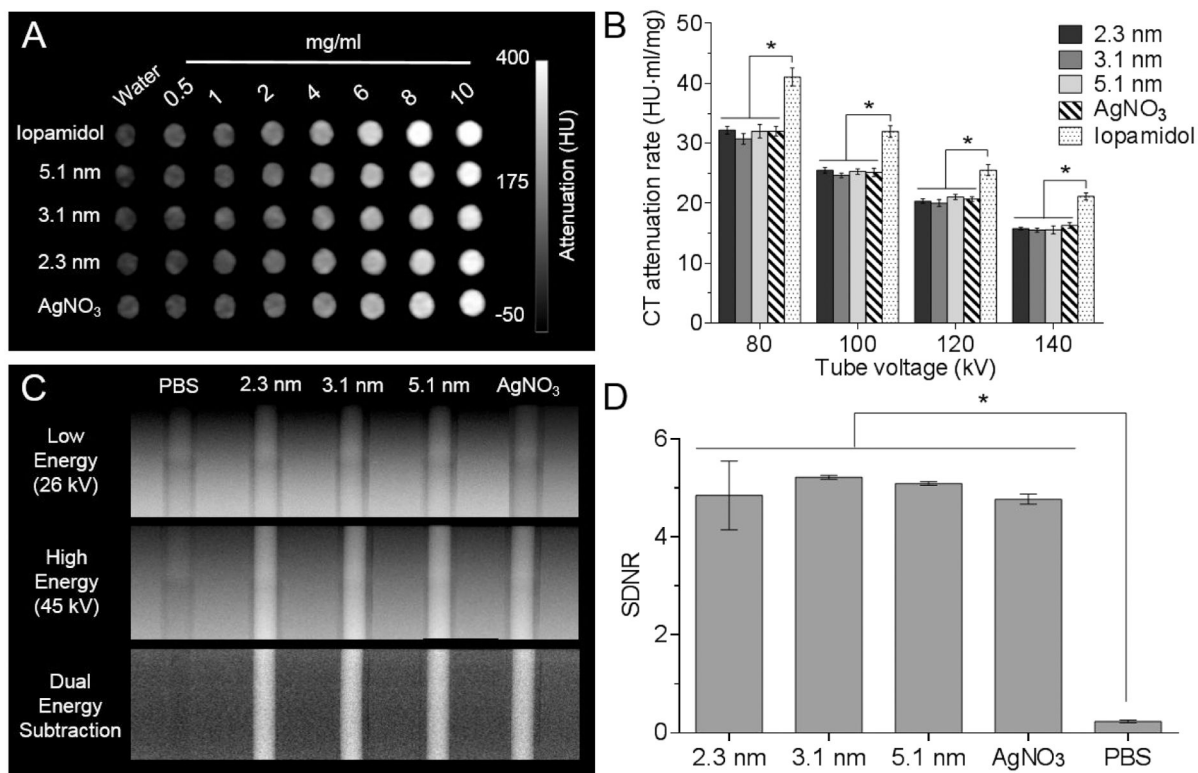 A
mg/ml
Water 0.5 1 2 4 6 8 10
Iopamidol
5.1 nm
3.1 nm
2.3 nm
AgNO₃
400
175
-50
Attenuation (HU)
B
CT attenuation rate (HU·ml/mg)
50
40
30
20
10
0
* * * *
80 100 120 140
Tube voltage (kV)
2.3 nm
3.1 nm
5.1 nm
AgNO₃
Iopamidol
C
PBS 2.3 nm 3.1 nm 5.1 nm AgNO₃
Low
Energy
(26 kV)
High
Energy
(45 kV)
Dual
Energy
Subtraction
D
*
SDNR
6
4
2
0
2.3 nm 3.1 nm 5.1 nm AgNO₃ PBS